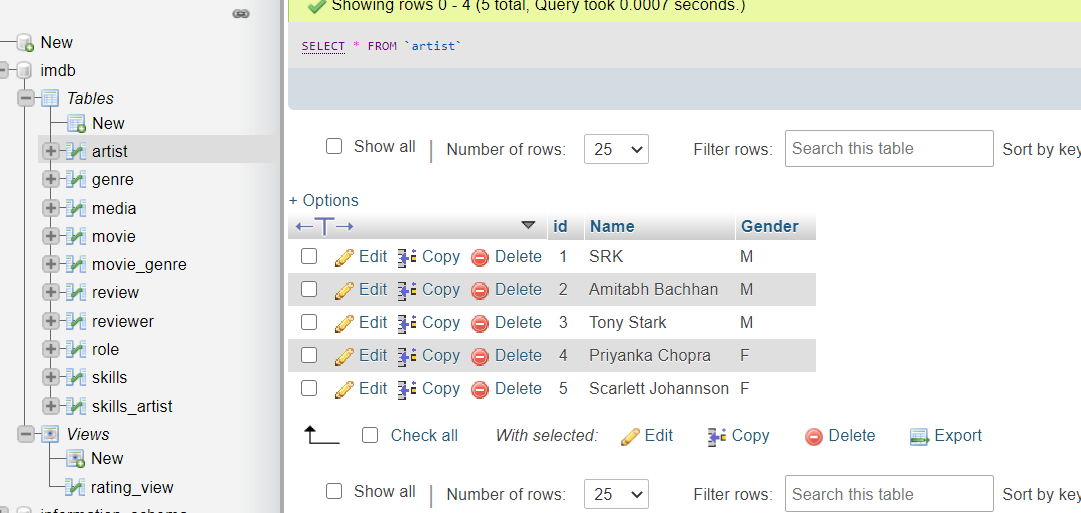 Showing rows 0 - 4 (5 total, Query took 0.0007 seconds.)
SELECT * FROM `artist`
New
imdb
Tables
New
artist
genre
media
movie
movie_genre
review
reviewer
role
skills
skills_artist
Views
New
rating_view
information_schema
Show all | Number of rows: 25 Filter rows: Search this table Sort by key
+ Options
←T→ id Name Gender
Edit Copy Delete 1 SRK M
Edit Copy Delete 2 Amitabh Bachhan M
Edit Copy Delete 3 Tony Stark M
Edit Copy Delete 4 Priyanka Chopra F
Edit Copy Delete 5 Scarlett Johannson F
Check all With selected: Edit Copy Delete Export
Show all | Number of rows: 25 Filter rows: Search this table Sort by key